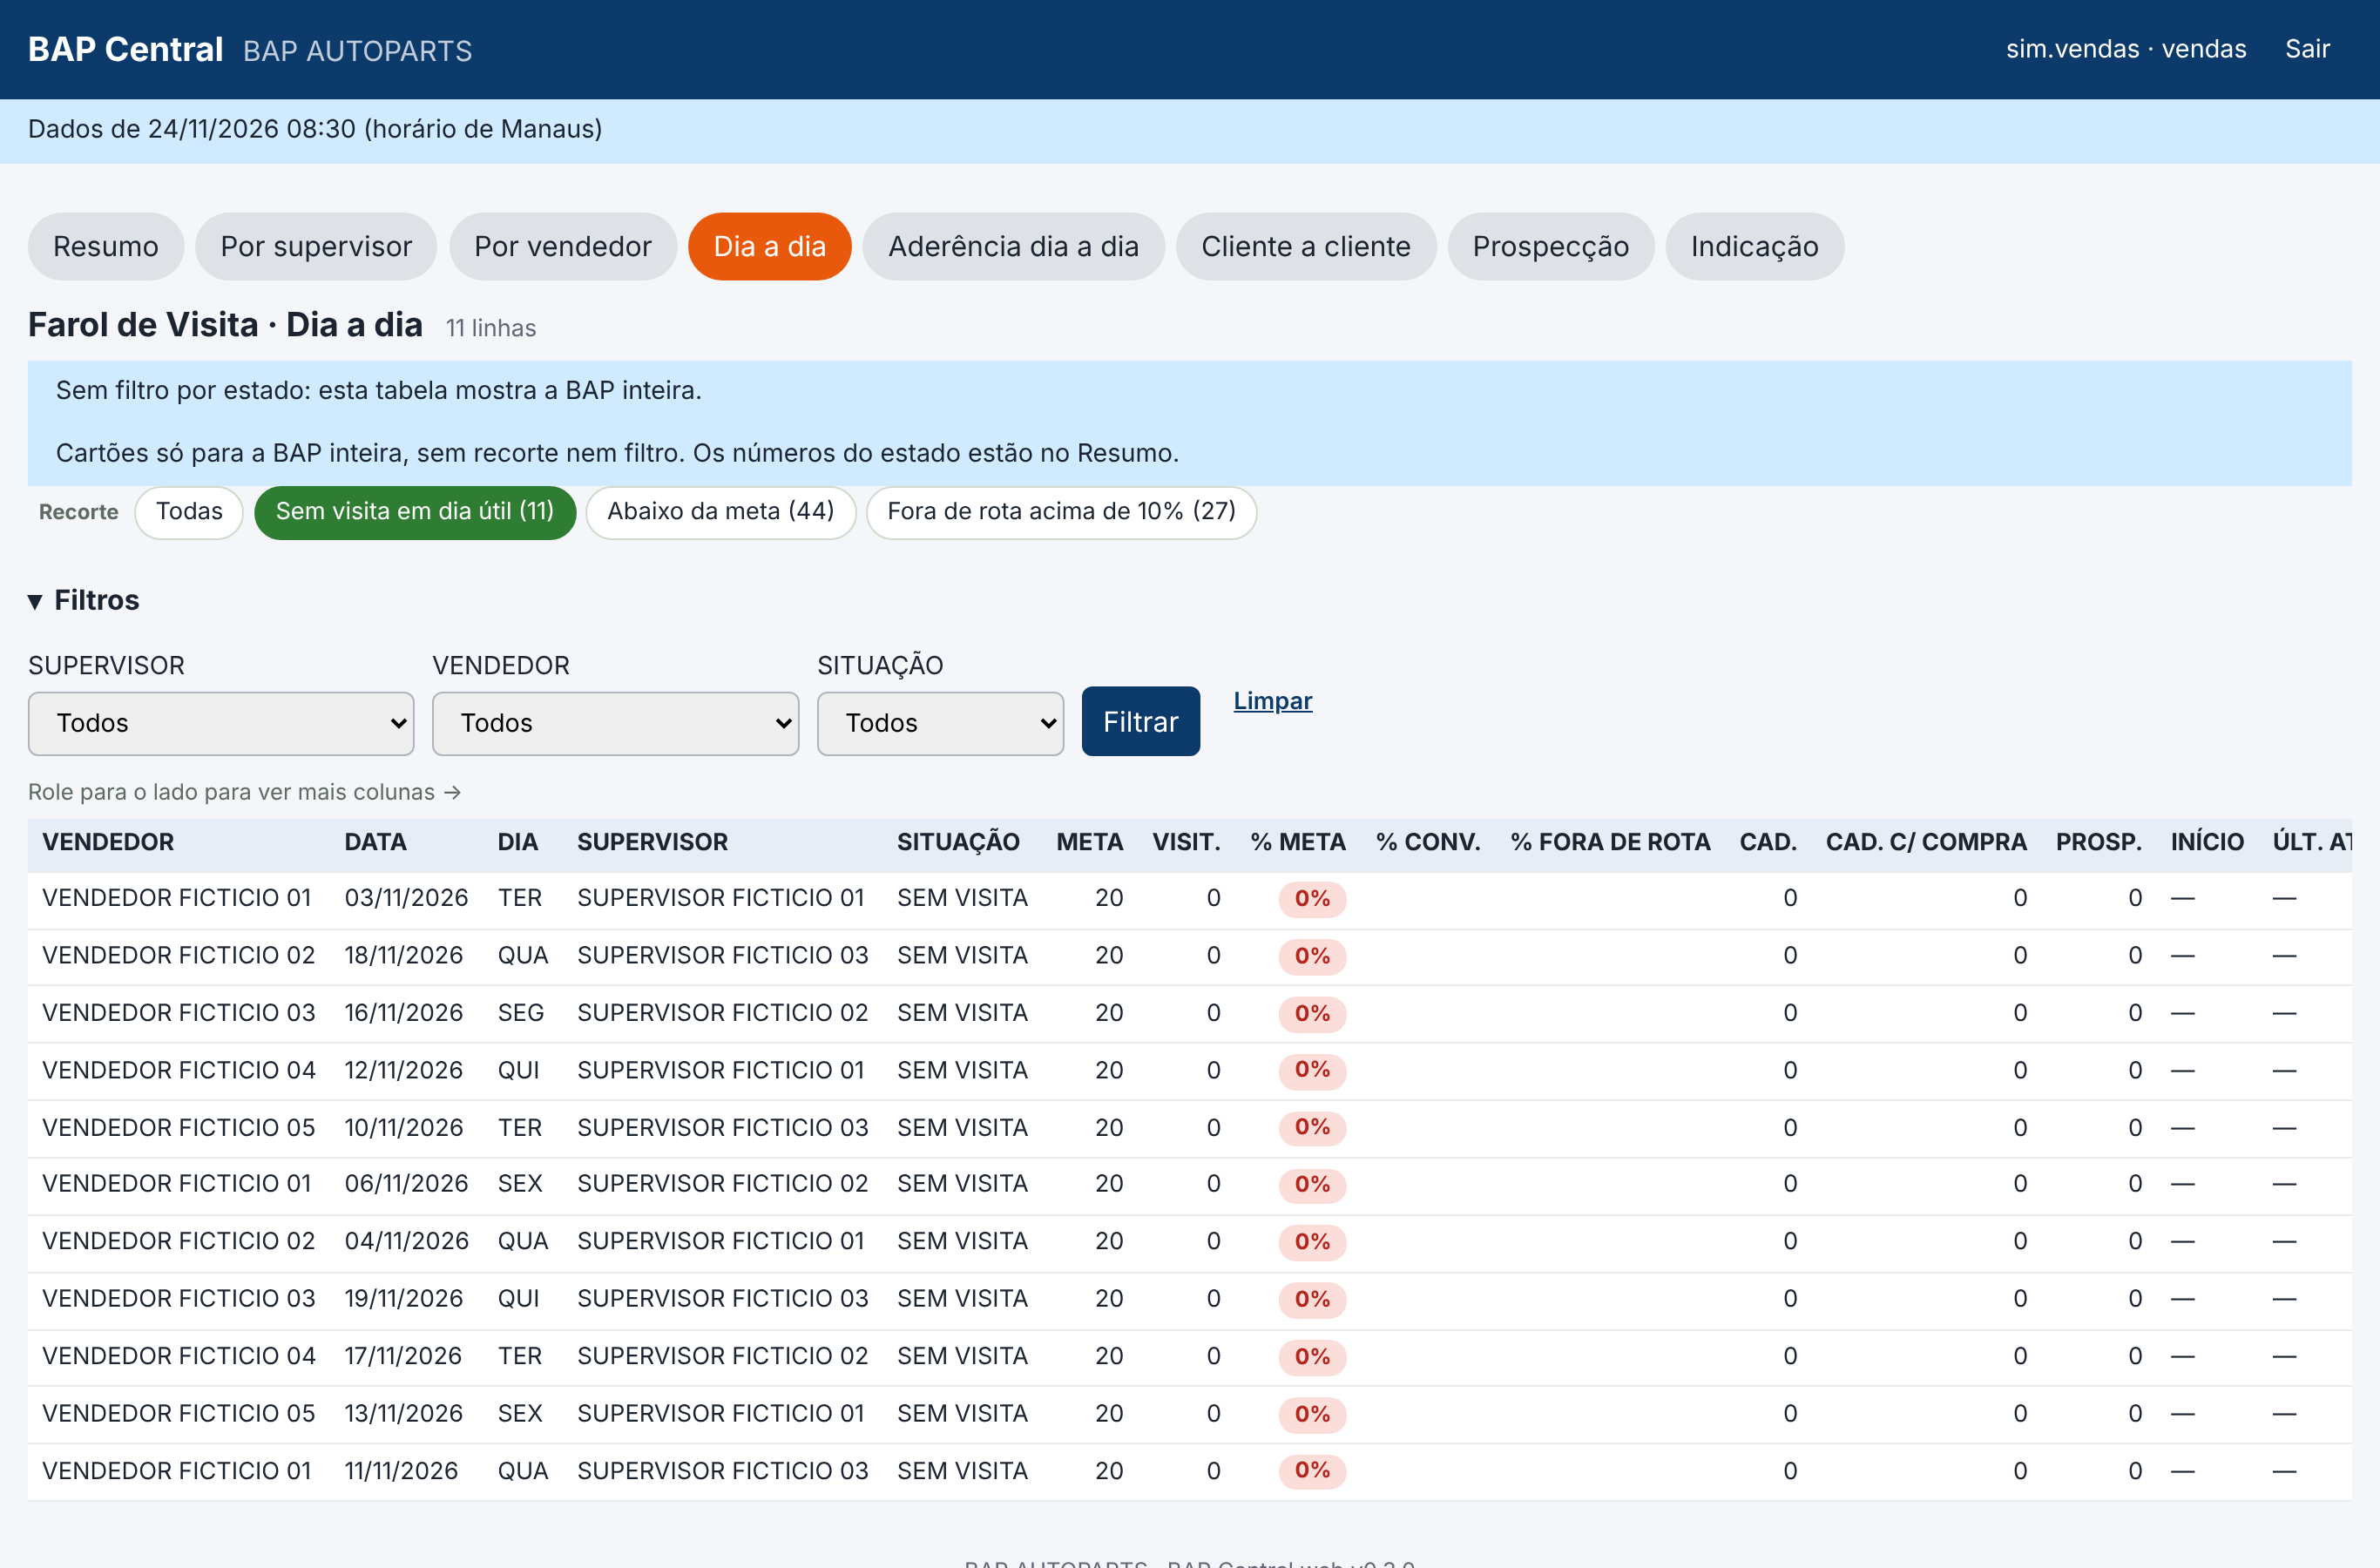 BAP Central BAP AUTOPARTS sim.vendas · vendas Sair
Dados de 24/11/2026 08:30 (horário de Manaus)
Resumo Por supervisor Por vendedor Dia a dia Aderência dia a dia Cliente a cliente Prospecção Indicação
Farol de Visita · Dia a dia 11 linhas
Sem filtro por estado: esta tabela mostra a BAP inteira.
Cartões só para a BAP inteira, sem recorte nem filtro. Os números do estado estão no Resumo.
Recorte Todas Sem visita em dia útil (11) Abaixo da meta (44) Fora de rota acima de 10% (27)
▼ Filtros
SUPERVISOR VENDEDOR SITUAÇÃO
Todos Todos Todos Filtrar Limpar
Role para o lado para ver mais colunas →
VENDEDOR DATA DIA SUPERVISOR SITUAÇÃO META VISIT. % META % CONV. % FORA DE ROTA CAD. CAD. C/ COMPRA PROSP. INÍCIO ÚLT. AT
VENDEDOR FICTICIO 01 03/11/2026 TER SUPERVISOR FICTICIO 01 SEM VISITA 20 0 0% 0 0 0 — —
VENDEDOR FICTICIO 02 18/11/2026 QUA SUPERVISOR FICTICIO 03 SEM VISITA 20 0 0% 0 0 0 — —
VENDEDOR FICTICIO 03 16/11/2026 SEG SUPERVISOR FICTICIO 02 SEM VISITA 20 0 0% 0 0 0 — —
VENDEDOR FICTICIO 04 12/11/2026 QUI SUPERVISOR FICTICIO 01 SEM VISITA 20 0 0% 0 0 0 — —
VENDEDOR FICTICIO 05 10/11/2026 TER SUPERVISOR FICTICIO 03 SEM VISITA 20 0 0% 0 0 0 — —
VENDEDOR FICTICIO 01 06/11/2026 SEX SUPERVISOR FICTICIO 02 SEM VISITA 20 0 0% 0 0 0 — —
VENDEDOR FICTICIO 02 04/11/2026 QUA SUPERVISOR FICTICIO 01 SEM VISITA 20 0 0% 0 0 0 — —
VENDEDOR FICTICIO 03 19/11/2026 QUI SUPERVISOR FICTICIO 03 SEM VISITA 20 0 0% 0 0 0 — —
VENDEDOR FICTICIO 04 17/11/2026 TER SUPERVISOR FICTICIO 02 SEM VISITA 20 0 0% 0 0 0 — —
VENDEDOR FICTICIO 05 13/11/2026 SEX SUPERVISOR FICTICIO 01 SEM VISITA 20 0 0% 0 0 0 — —
VENDEDOR FICTICIO 01 11/11/2026 QUA SUPERVISOR FICTICIO 03 SEM VISITA 20 0 0% 0 0 0 — —